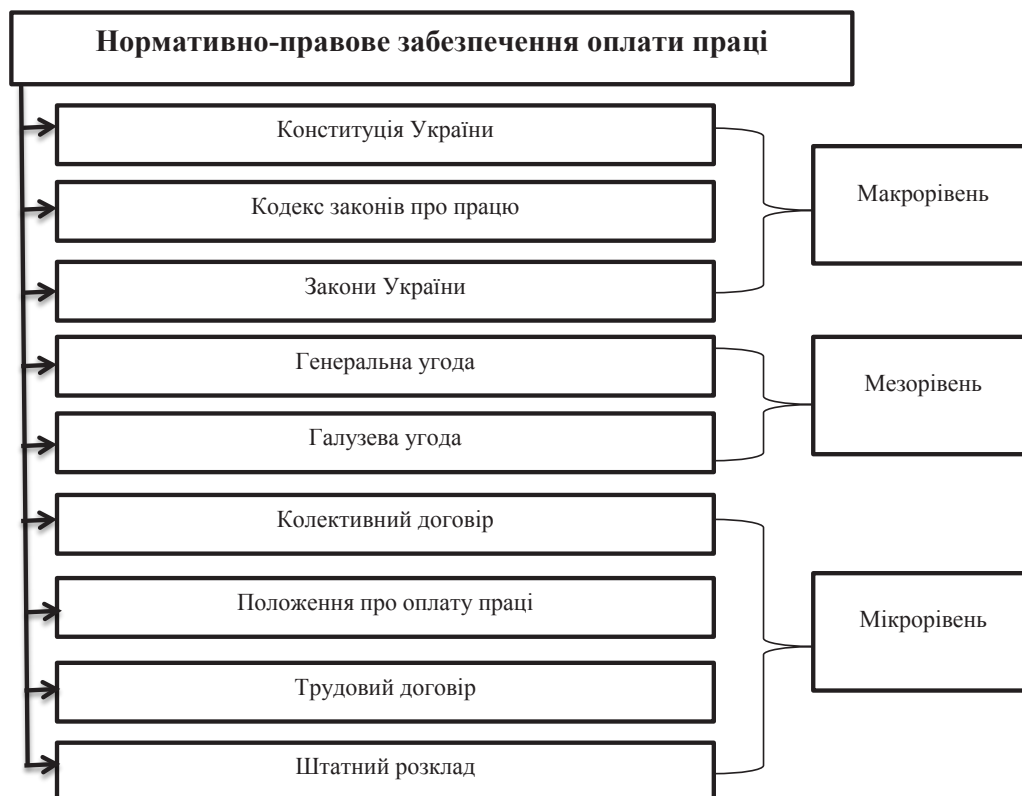 Нормативно-правове забезпечення оплати праці
Конституція України
Кодекс законів про працю
Закони України
Макрорівень
Генеральна угода
Галузева угода
Мезорівень
Колективний договір
Положення про оплату праці
Трудовий договір
Штатний розклад
Мікрорівень